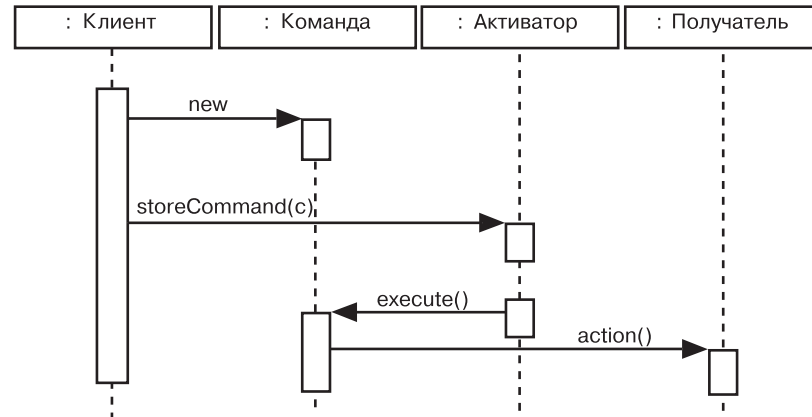 : Клиент
: Команда
: Активатор
: Получатель
new
storeCommand(c)
execute()
action()